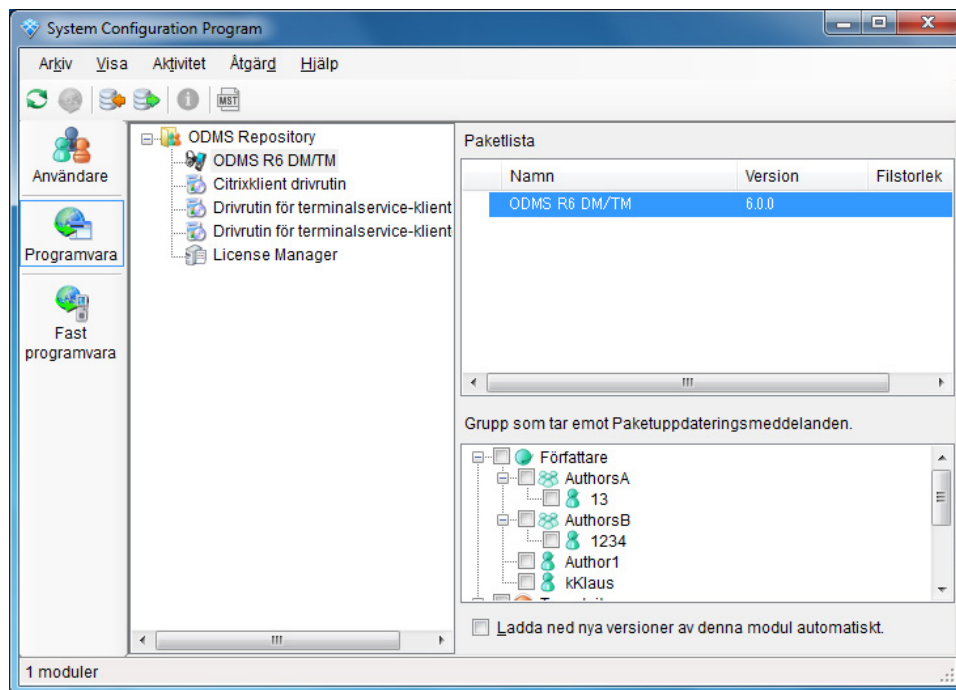 System Configuration Program
Arkiv Visa Aktivitet Åtgärd Hjälp
MST
Användare
Programvara
Fast
programvara
ODMS Repository
ODMS R6 DM/TM
Citrixklient drivrutin
Drivrutin för terminalservice-klient
Drivrutin för terminalservice-klient
License Manager
Paketlista
Namn Version Filstorlek
ODMS R6 DM/TM 6.0.0
Grupp som tar emot Paketuppdateringsmeddelanden.
Författare
AuthorsA
13
AuthorsB
1234
Author1
kKlaus
Ladda ned nya versioner av denna modul automatiskt.
1 moduler